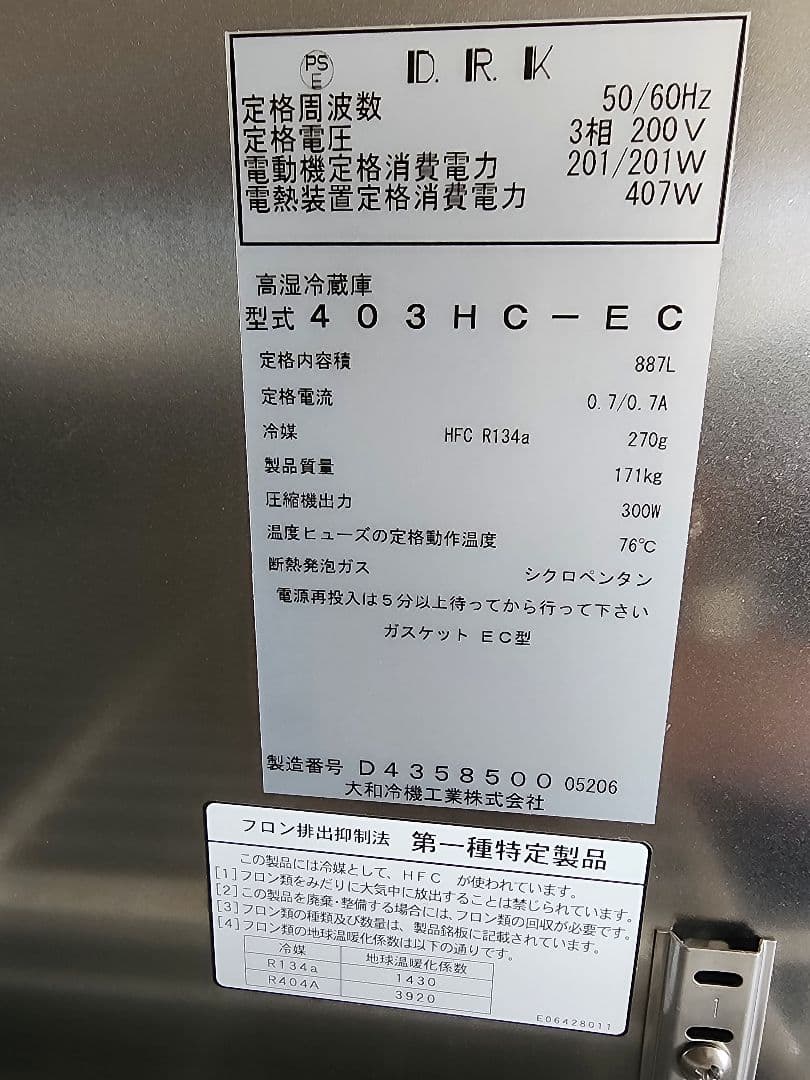 PS E D.R.K
定格周波数 50/60Hz
定格電圧 3相 200V
電動機定格消費電力 201/201W
電熱装置定格消費電力 407W
高湿冷蔵庫
型式 403HC-EC
定格内容積 887L
定格電流 0.7/0.7A
冷媒 HFC R134a 270g
製品質量 171kg
圧縮機出力 300W
温度ヒューズの定格動作温度 76℃
断熱発泡ガス シクロペンタン
電源再投入は5分以上待ってから行って下さい
ガスケット EC型
製造番号 D4358500 05206
大和冷機工業株式会社
フロン排出抑制法 第一種特定製品
この製品には冷媒として、HFC が使われています。
[1]フロン類をみだりに大気中に放出することは禁じられています。
[2]この製品を廃棄・整備する場合には、フロン類の回収が必要です。
[3]フロン類の種類及び数量は、製品銘板に記載されています。
[4]フロン類の地球温暖化係数は以下の通りです。
冷媒 地球温暖化係数
R134a 1430
R404A 3920
E06428011
1